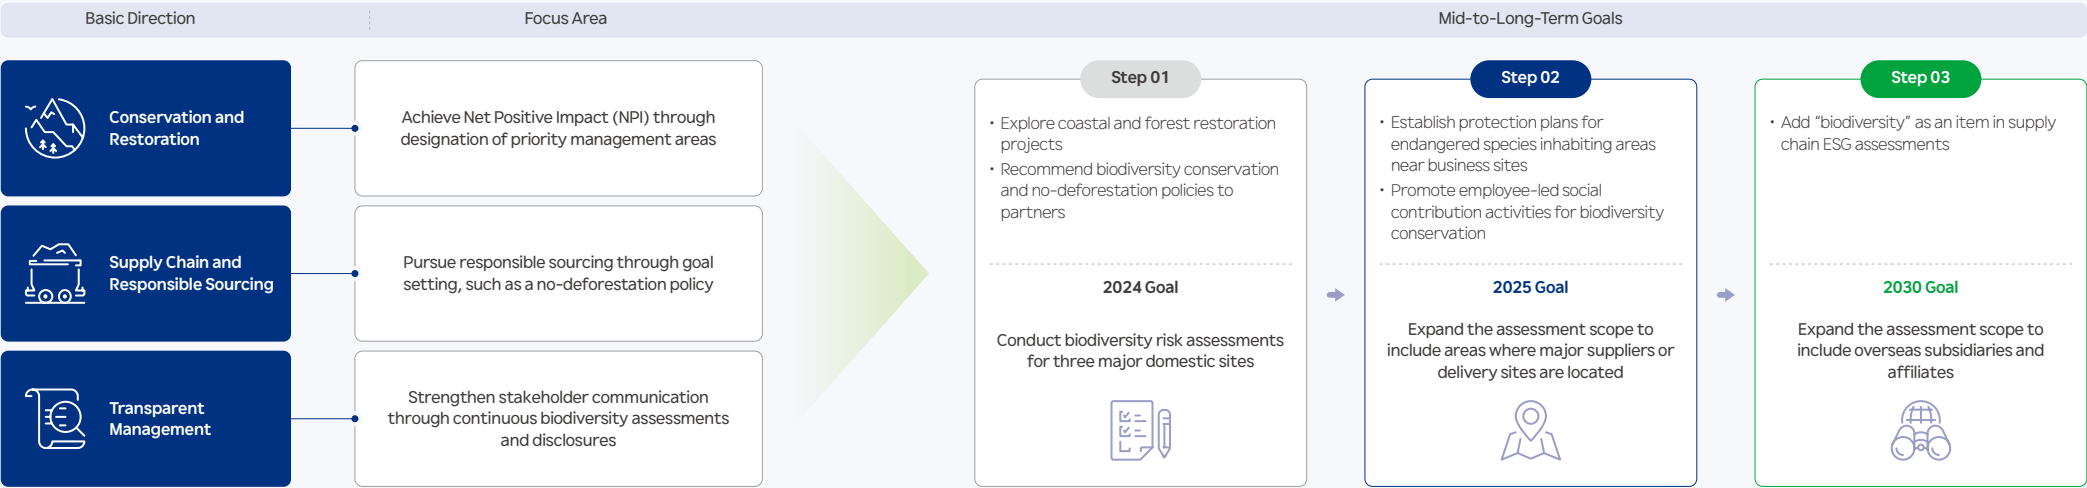 Basic Direction
Focus Area
Mid-to-Long-Term Goals
Conservation and
Restoration
Achieve Net Positive Impact (NPI) through
designation of priority management areas
Supply Chain and
Responsible Sourcing
Pursue responsible sourcing through goal
setting, such as a no-deforestation policy
Transparent
Management
Strengthen stakeholder communication
through continuous biodiversity assessments
and disclosures
Step 01
• Explore coastal and forest restoration
projects
• Recommend biodiversity conservation
and no-deforestation policies to
partners
2024 Goal
Conduct biodiversity risk assessments
for three major domestic sites
Step 02
• Establish protection plans for
endangered species inhabiting areas
near business sites
• Promote employee-led social
contribution activities for biodiversity
conservation
2025 Goal
Expand the assessment scope to
include areas where major suppliers or
delivery sites are located
Step 03
• Add “biodiversity” as an item in supply
chain ESG assessments
2030 Goal
Expand the assessment scope to
include overseas subsidiaries and
affiliates